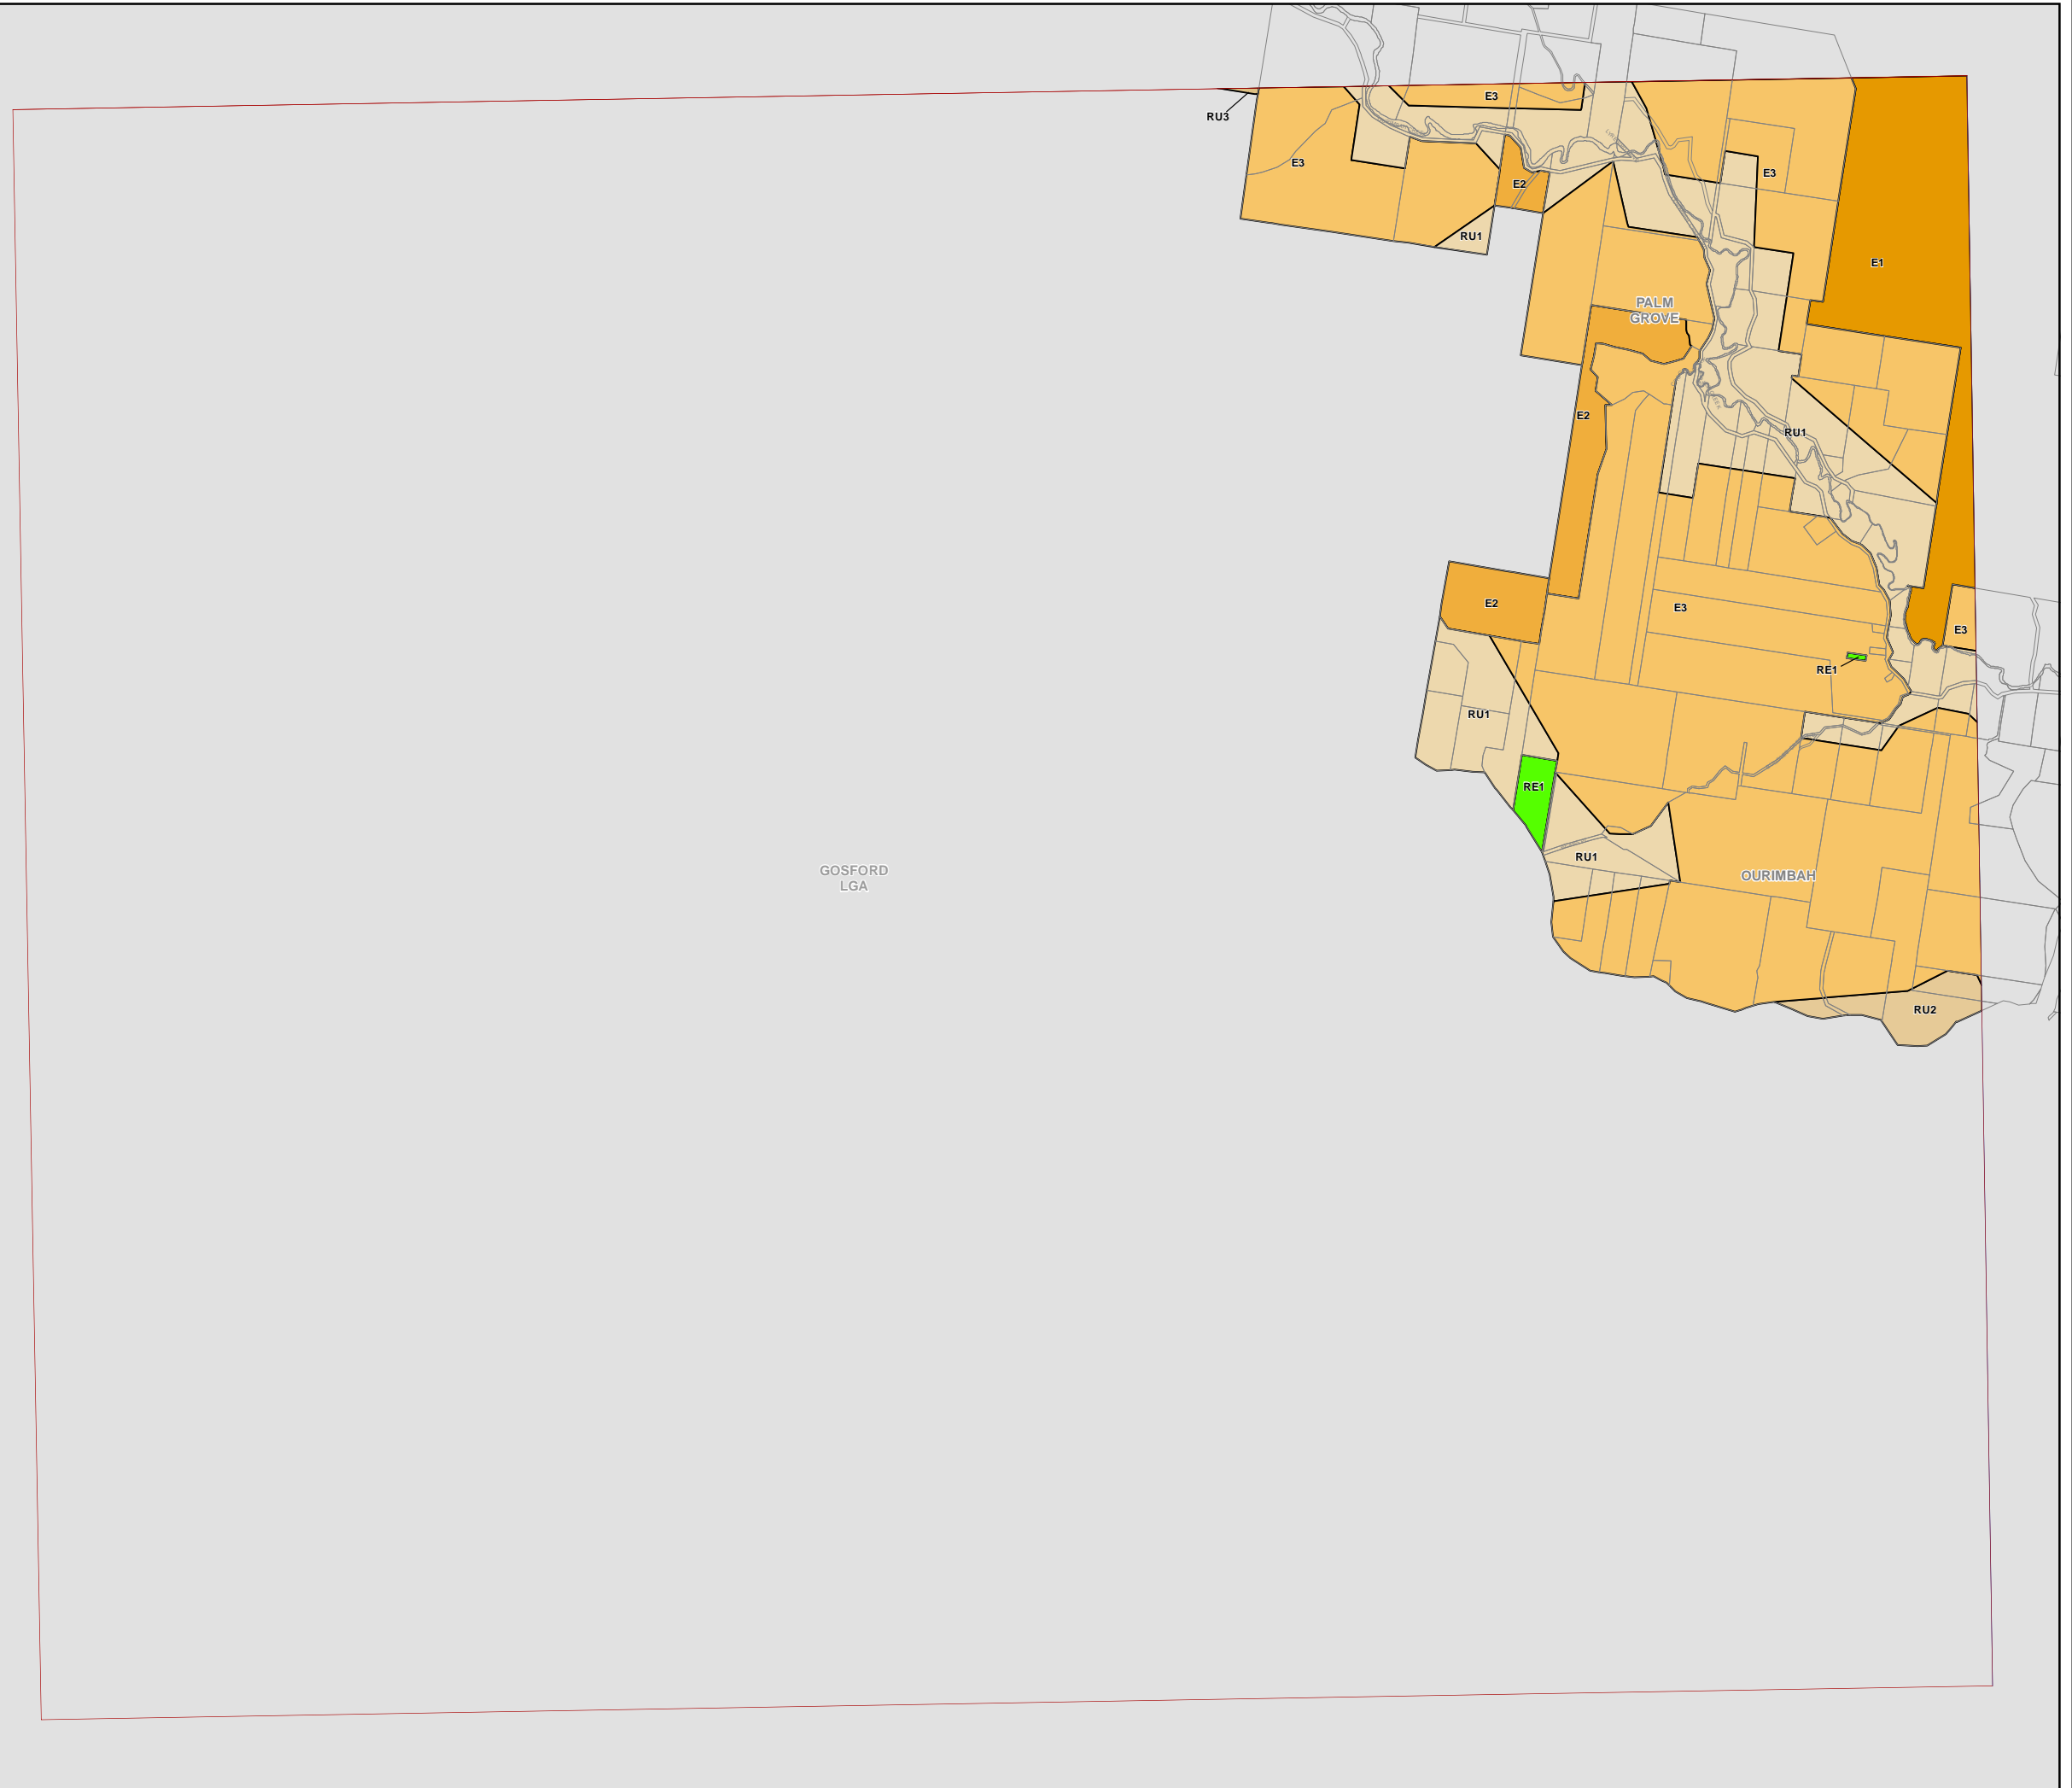 E3
RU3
E3
E3
E2
RU1
E1
PALM
GROVE
E2
RU1
E2
E3
E3
RE1
RU1
RE1
RU1
GOSFORD
LGA
OURIMBAH
RU2